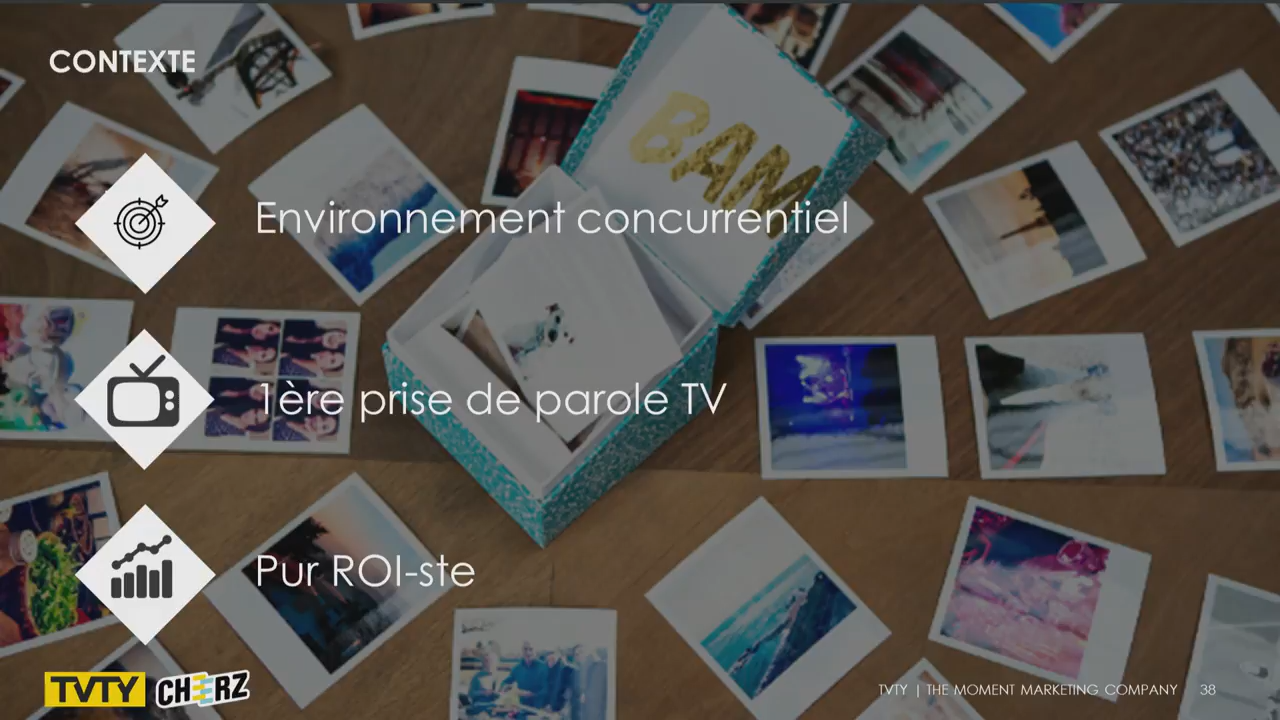 CONTEXTE
BAM
Environnement concurrentiel
1ère prise de parole TV
Pur ROI-ste
TVTY CHEERZ
TVTY | THE MOMENT MARKETING COMPANY 38